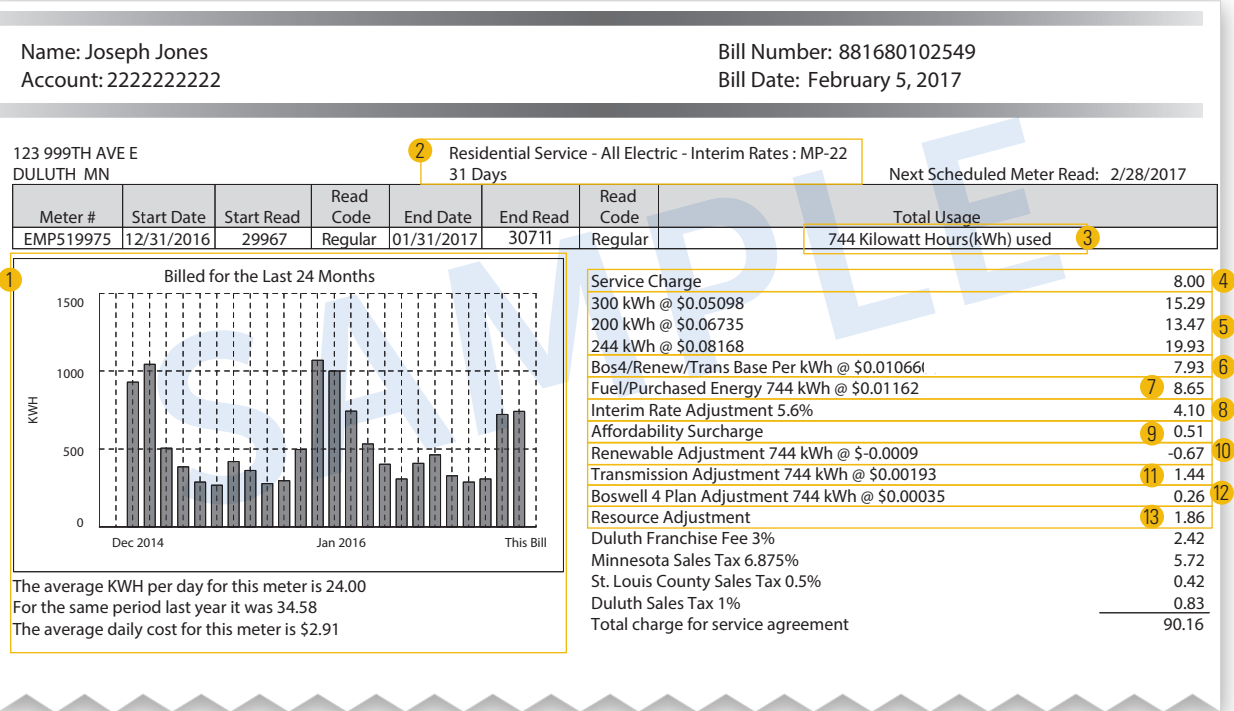 Name: Joseph Jones
Account: 2222222222
Bill Number: 881680102549
Bill Date: February 5, 2017
SAMPLE
123 999TH AVE E
DULUTH MN
2
Residential Service - All Electric - Interim Rates : MP-22
31 Days
Next Scheduled Meter Read: 2/28/2017
Meter # Start Date Start Read Read Code End Date End Read Read Code Total Usage
EMP519975 12/31/2016 29967 Regular 01/31/2017 30711 Regular 744 Kilowatt Hours(kWh) used 3
1
Billed for the Last 24 Months
1500
1000
500
0
KWH
Dec 2014 Jan 2016 This Bill
The average KWH per day for this meter is 24.00
For the same period last year it was 34.58
The average daily cost for this meter is $2.91
Service Charge 8.00 4
300 kWh @ $0.05098 15.29
200 kWh @ $0.06735 13.47 5
244 kWh @ $0.08168 19.93
Bos4/Renew/Trans Base Per kWh @ $0.01066 7.93 6
Fuel/Purchased Energy 744 kWh @ $0.01162 7 8.65
Interim Rate Adjustment 5.6% 4.10 8
Affordability Surcharge 9 0.51
Renewable Adjustment 744 kWh @ $-0.0009 -0.67 10
Transmission Adjustment 744 kWh @ $0.00193 11 1.44
Boswell 4 Plan Adjustment 744 kWh @ $0.00035 0.26 12
Resource Adjustment 13 1.86
Duluth Franchise Fee 3% 2.42
Minnesota Sales Tax 6.875% 5.72
St. Louis County Sales Tax 0.5% 0.42
Duluth Sales Tax 1% 0.83
Total charge for service agreement 90.16